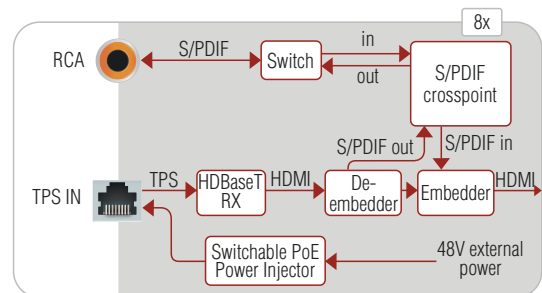 8x
RCA
S/PDIF
Switch
in
out
S/PDIF
crosspoint
S/PDIF out
S/PDIF in
TPS IN
TPS
HDBaseT
RX
HDMI
De-
embedder
Embedder
HDMI
Switchable PoE
Power Injector
48V external
power